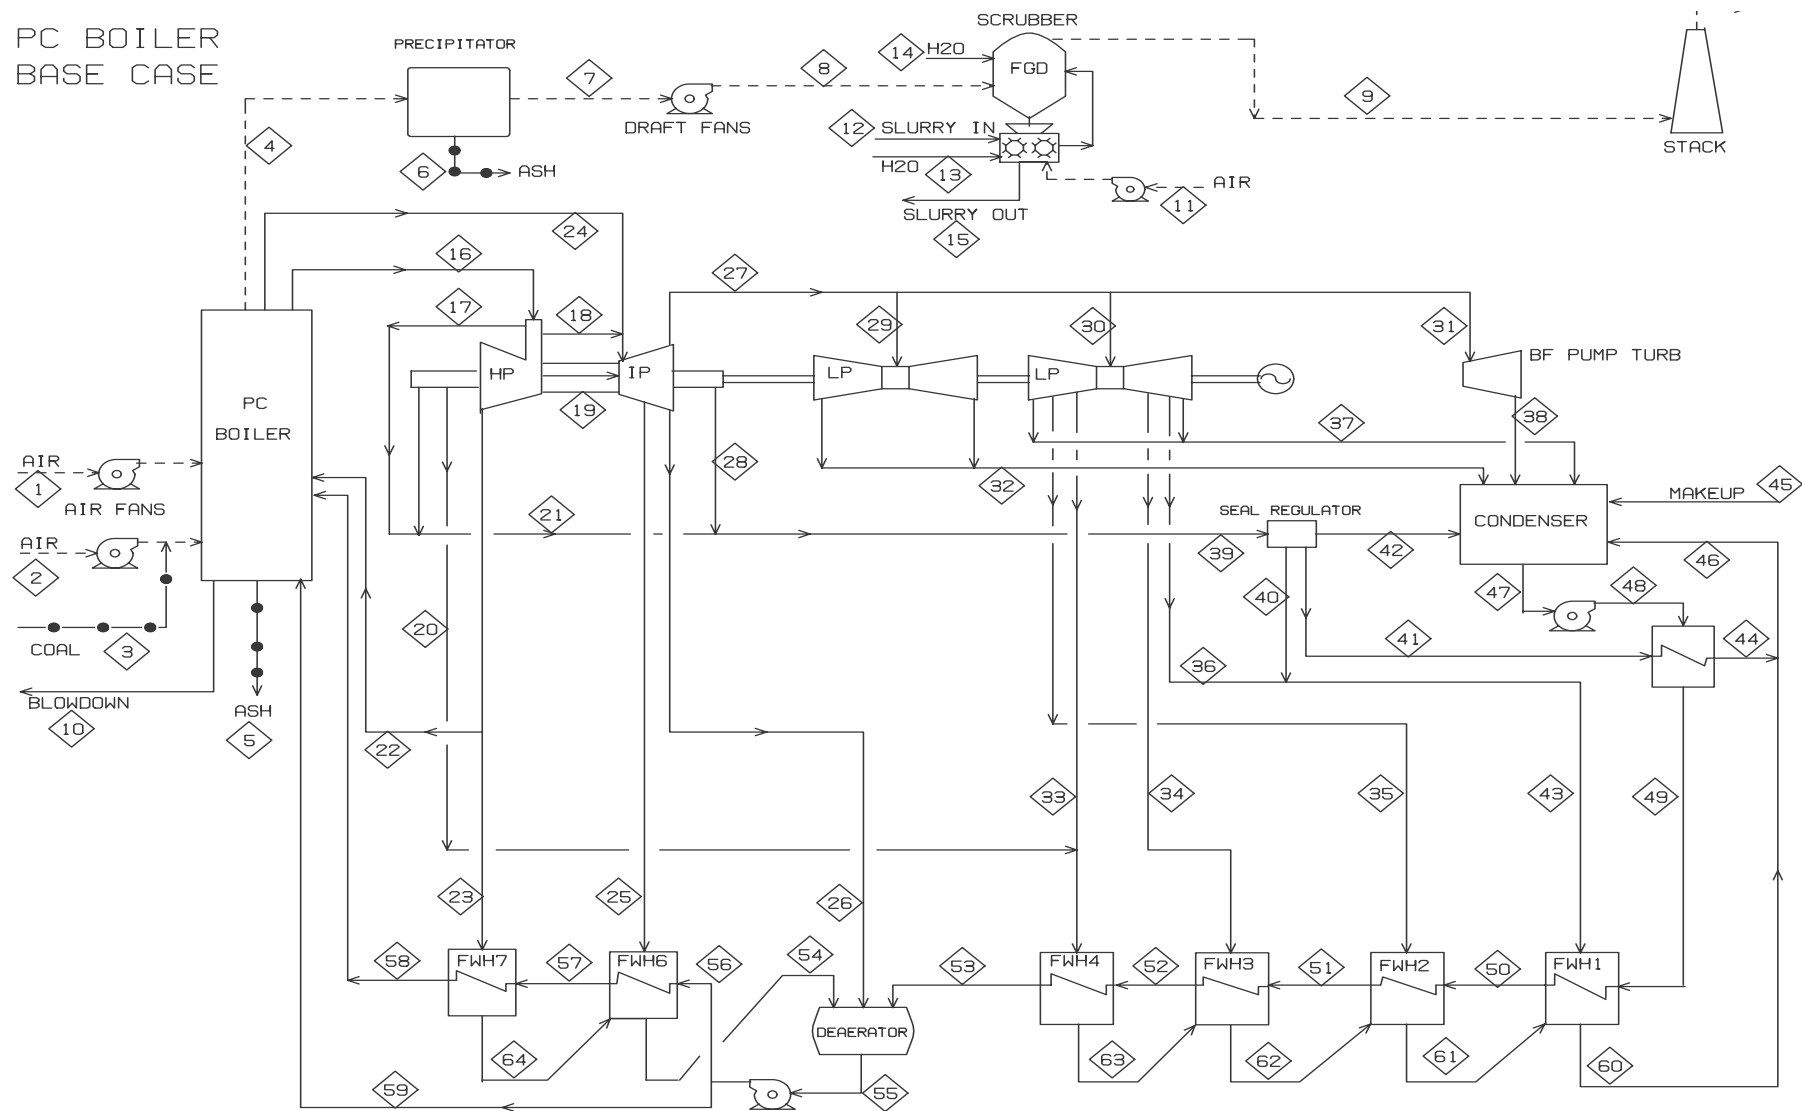 PC BOILER
BASE CASE
PRECIPITATOR
SCRUBBER
FGD
14
H2O
7
8
9
DRAFT FANS
12
SLURRY IN
4
6
ASH
H2O
13
STACK
AIR
11
SLURRY OUT
15
24
16
27
17
18
29
30
31
HP
IP
LP
LP
BF PUMP TURB
PC
BOILER
19
37
38
AIR
1
AIR FANS
28
32
MAKEUP
45
21
SEAL REGULATOR
CONDENSER
AIR
2
39
42
46
47
48
40
20
COAL
3
41
44
36
BLOWDOWN
10
ASH
5
22
33
34
35
43
49
23
25
26
54
58
FWH7
57
FWH6
56
53
FWH4
52
FWH3
51
FWH2
50
FWH1
DEAERATOR
64
63
62
61
60
59
55